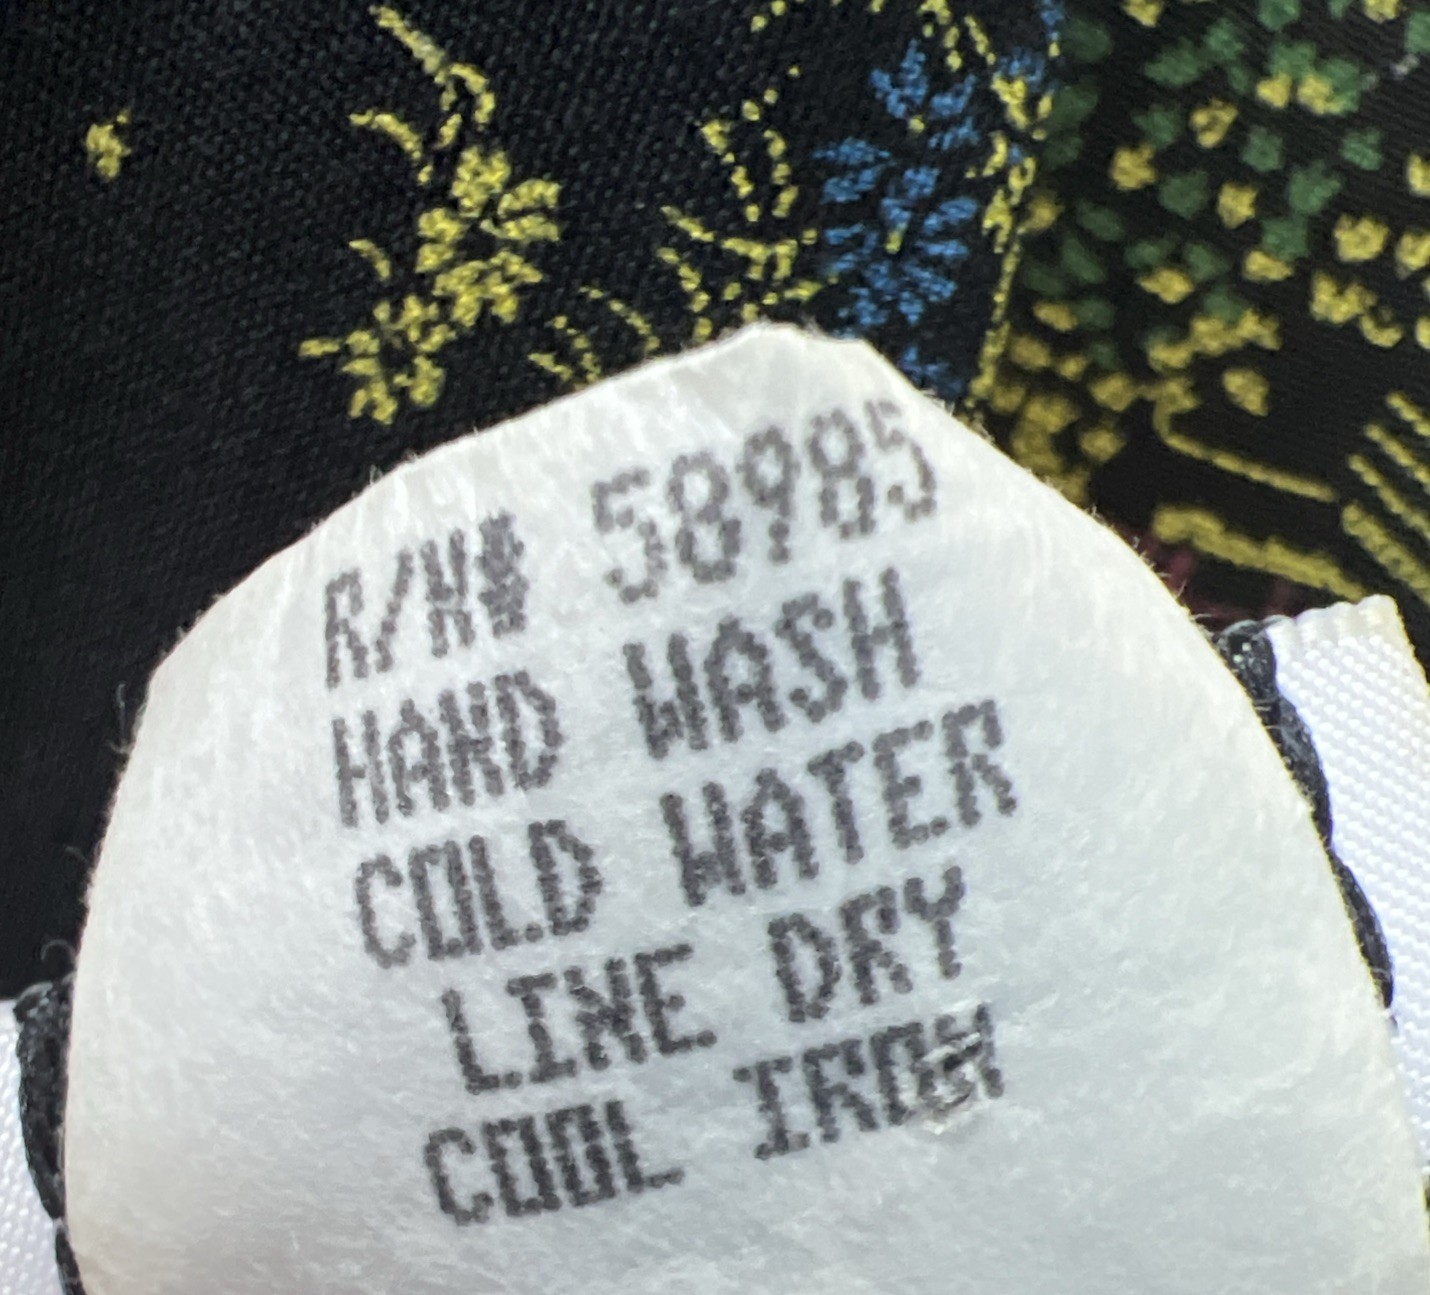 R/N# 58985
HAND WASH
COLD WATER
LINE DRY
COOL IRON